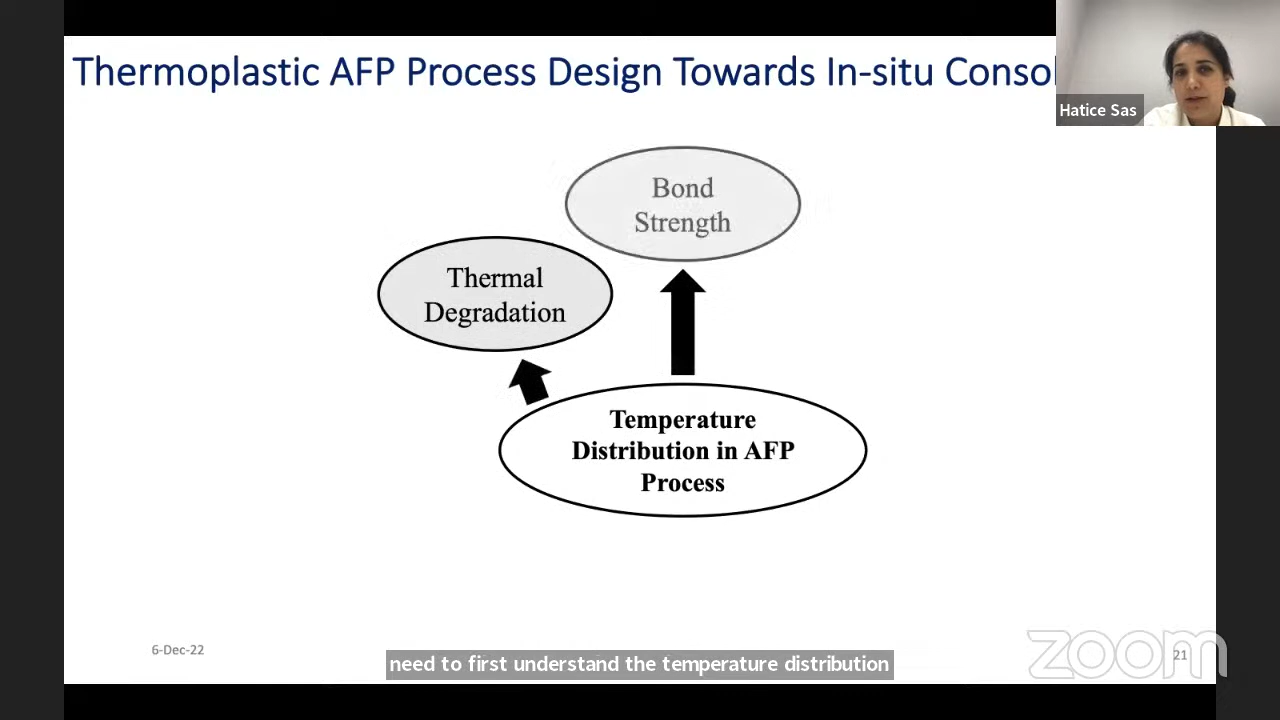 Thermoplastic AFP Process Design Towards In-situ Consol
Hatice Sas
Bond
Strength
Thermal
Degradation
Temperature
Distribution in AFP
Process
6-Dec-22
need to first understand the temperature distribution
zoom
21